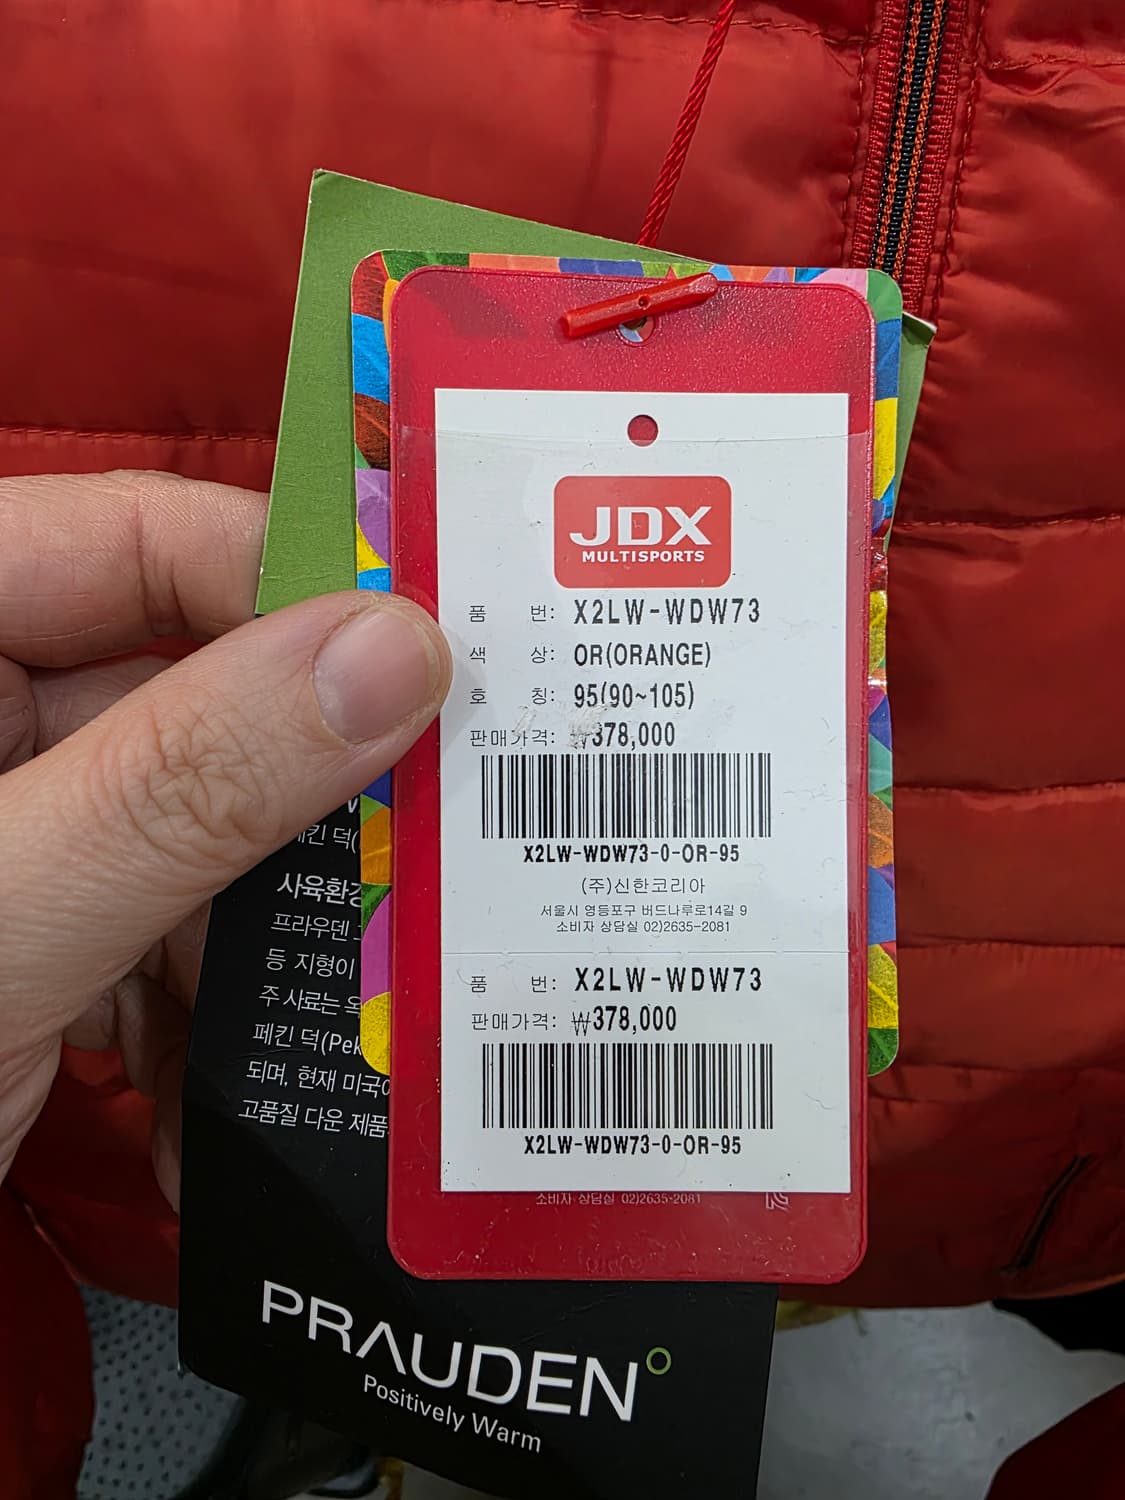 JDX
MULTISPORTS
품 번: X2LW-WDW73
색 상: OR(ORANGE)
호 칭: 95(90~105)
판매가격: ₩378,000
X2LW-WDW73-0-OR-95
(주)신한코리아
서울시 영등포구 버드나루로14길 9
소비자 상담실 02)2635-2081
품 번: X2LW-WDW73
판매가격: ₩378,000
X2LW-WDW73-0-OR-95
소비자 상담실 02)2635-2081
덕(
사육환경
프라우덴
등 지형이
주 사료는
페킨 덕(Pek
되며, 현재 미국
고품질 다운 제품
PRAUDEN
Positively Warm